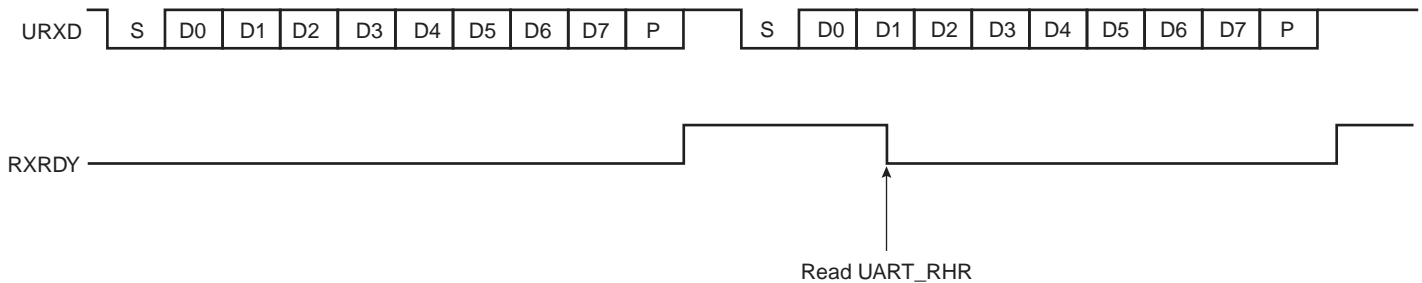 URXD S D0 D1 D2 D3 D4 D5 D6 D7 P S D0 D1 D2 D3 D4 D5 D6 D7 P
RXRDY
Read UART_RHR